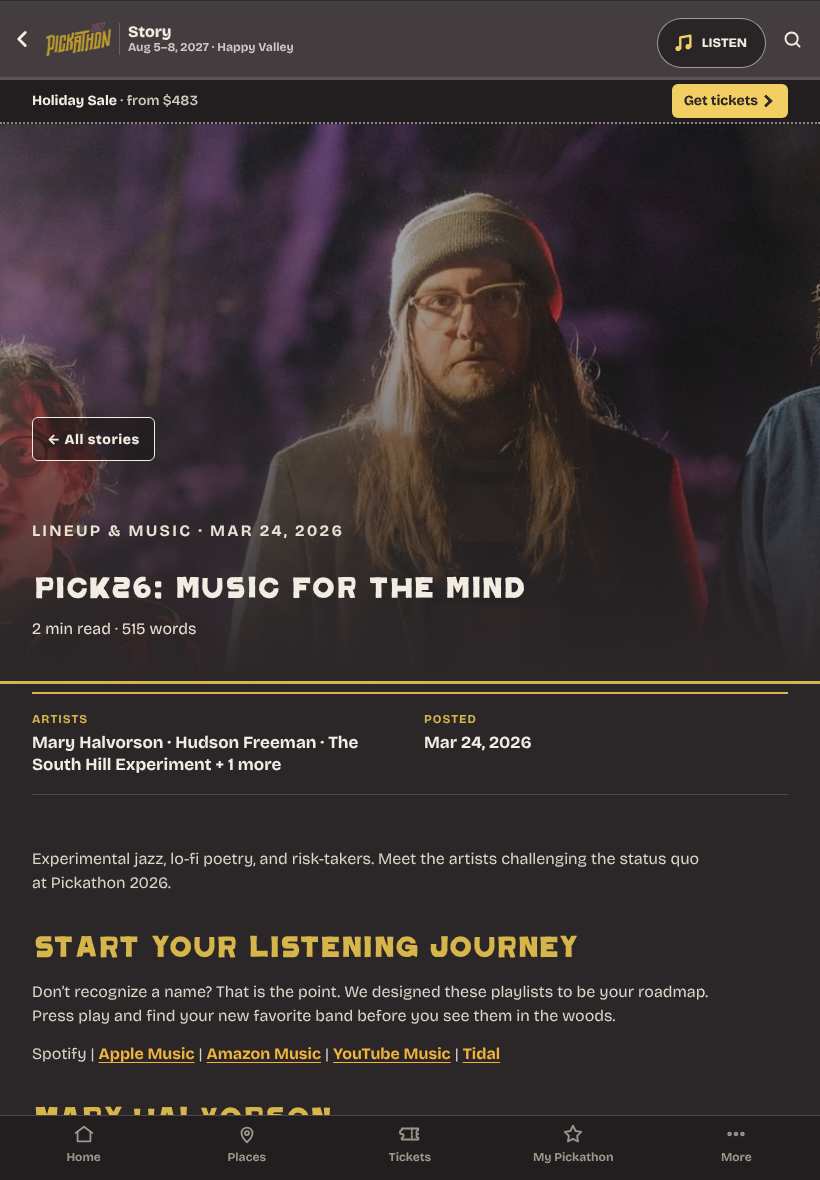 PICKATHON
Story
Aug 5–8, 2027 · Happy Valley
LISTEN
Holiday Sale · from $483
Get tickets
← All stories
LINEUP & MUSIC · MAR 24, 2026
PICK26: MUSIC FOR THE MIND
2 min read · 515 words
ARTISTS
Mary Halvorson · Hudson Freeman · The
South Hill Experiment + 1 more
POSTED
Mar 24, 2026
Experimental jazz, lo-fi poetry, and risk-takers. Meet the artists challenging the status quo
at Pickathon 2026.
START YOUR LISTENING JOURNEY
Don't recognize a name? That is the point. We designed these playlists to be your roadmap.
Press play and find your new favorite band before you see them in the woods.
Spotify | Apple Music | Amazon Music | YouTube Music | Tidal
MARY HALVORSON
Home
Places
Tickets
My Pickathon
More